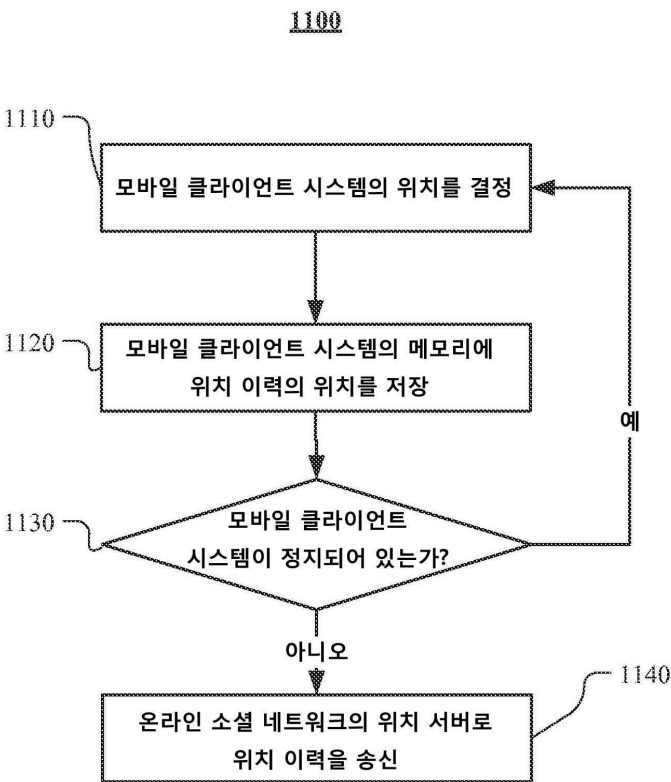 1100
1110
모바일 클라이언트 시스템의 위치를 결정
1120
모바일 클라이언트 시스템의 메모리에
위치 이력의 위치를 저장
예
1130
모바일 클라이언트
시스템이 정지되어 있는가?
아니오
1140
온라인 소셜 네트워크의 위치 서버로
위치 이력을 송신